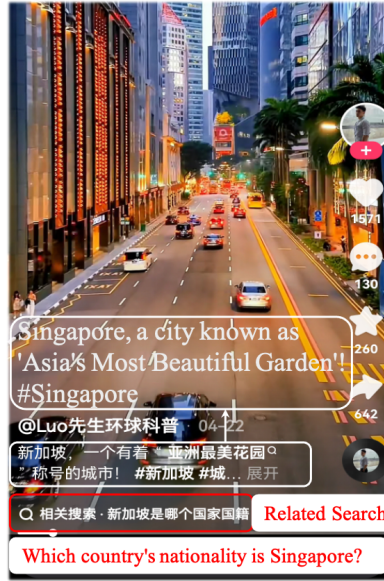 1571
130
Singapore, a city known as
'Asia's Most Beautiful Garden'!
#Singapore
260
642
@Luo先生环球科普 04-22
新加坡，一个有着“亚洲最美花园
”称号的城市！ #新加坡 #城... 展开
相关搜索 · 新加坡是哪个国家国籍
Related Search
Which country's nationality is Singapore?